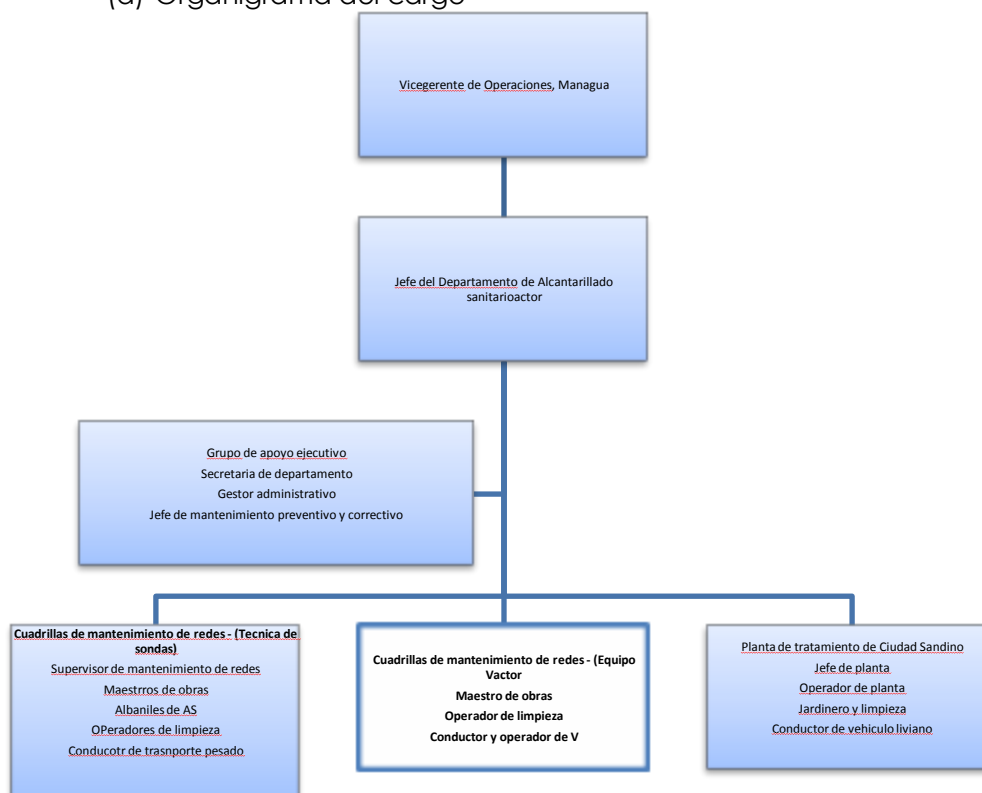 (a) Organigrama del cargo
Vicegerente de Operaciones, Managua
Jefe del Departamento de Alcantarillado
sanitarioactor
Grupo de apoyo ejecutivo
Secretaria de departamento
Gestor administrativo
Jefe de mantenimiento preventivo y correctivo
Cuadrillas de mantenimiento de redes - (Tecnica de
sondas)
Supervisor de mantenimiento de redes
Maestrros de obras
Albaniles de AS
OPeradores de limpieza
Conducotr de trasnporte pesado
Cuadrillas de mantenimiento de redes - (Equipo
Vactor
Maestro de obras
Operador de limpieza
Conductor y operador de V
Planta de tratamiento de Ciudad Sandino
Jefe de planta
Operador de planta
Jardinero y limpieza
Conductor de vehiculo liviano